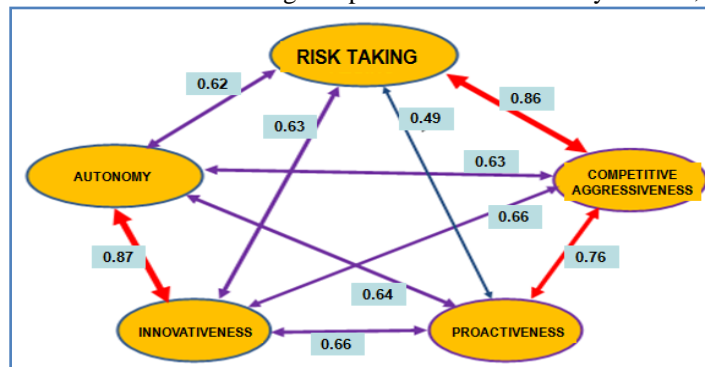 RISK TAKING
0.62
0.86
0.63
0.49
0.63
AUTONOMY
COMPETITIVE
AGGRESSIVENESS
0.66
0.87
0.76
0.64
INNOVATIVENESS
PROACTIVENESS
0.66